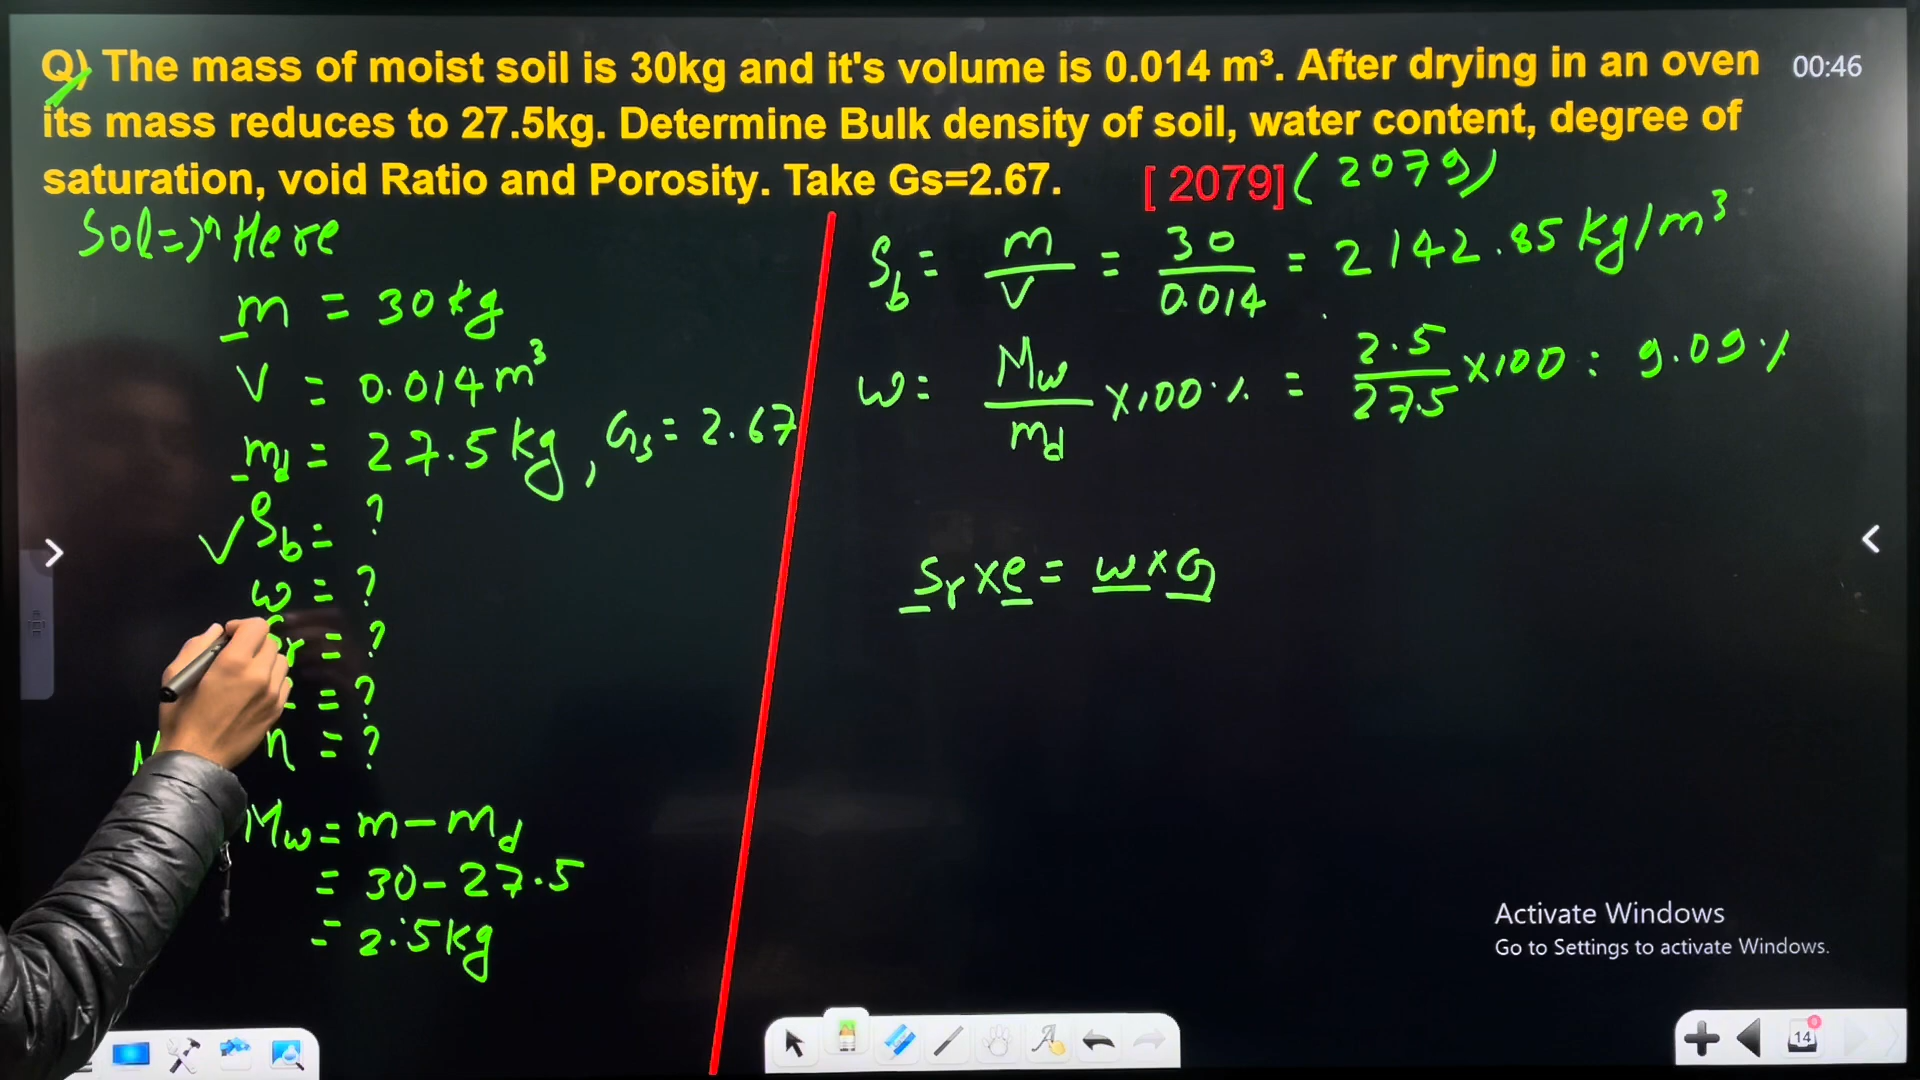 Q) The mass of moist soil is 30kg and it's volume is 0.014 m³. After drying in an oven
its mass reduces to 27.5kg. Determine Bulk density of soil, water content, degree of
saturation, void Ratio and Porosity. Take Gs=2.67. [ 2079] (2079)
00:46
Here
m = 30kg
V = 0.014 m³
md = 27.5 kg, Gs = 2.67
✓ρb = ?
w = ?
r = ?
= ?
n = ?
Mw = m - md
= 30 - 27.5
= 2.5 kg
ρb = m/V = 30/0.014 = 2142.85 kg/m³
w = Mw/md × 100% = 2.5/27.5 × 100 = 9.09%
Sr × e = w × G
Activate Windows
Go to Settings to activate Windows.
14